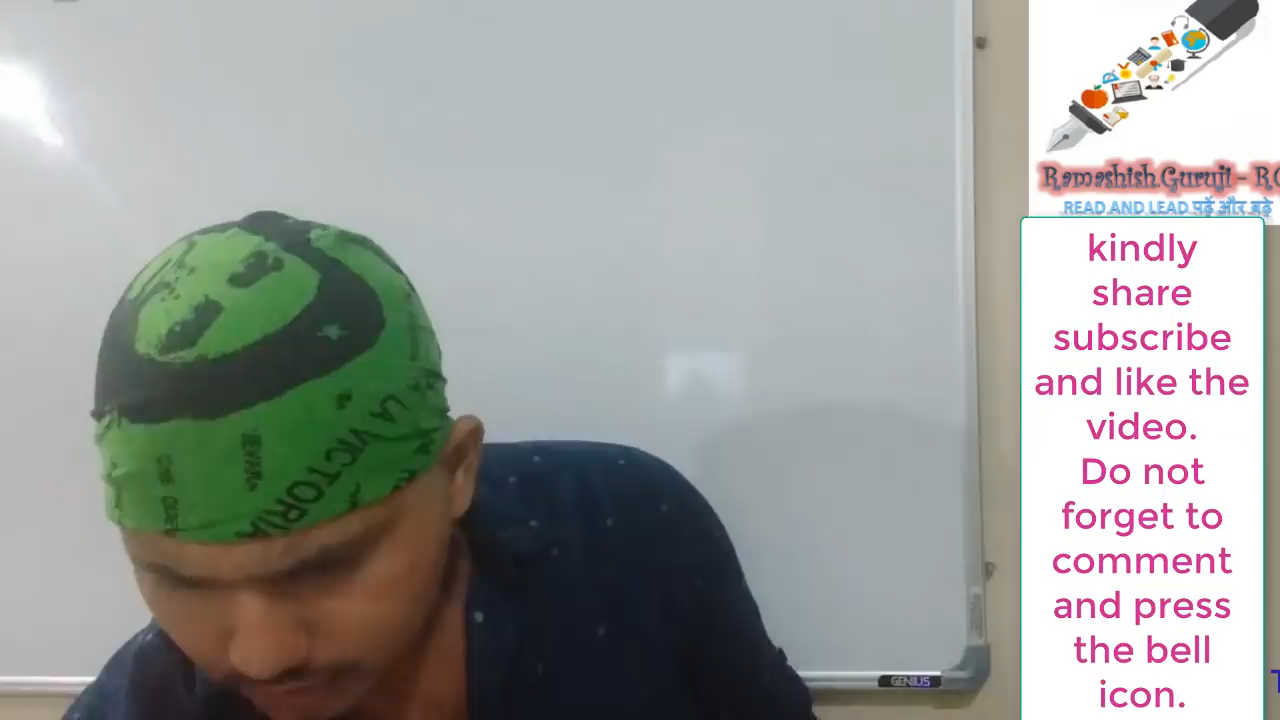 Ramashish Guruji - RG
READ AND LEAD पढ़ें और बढ़ें
kindly
share
subscribe
and like the
video.
Do not
forget to
comment
and press
the bell
icon.
LA VICTORIA
GENIUS